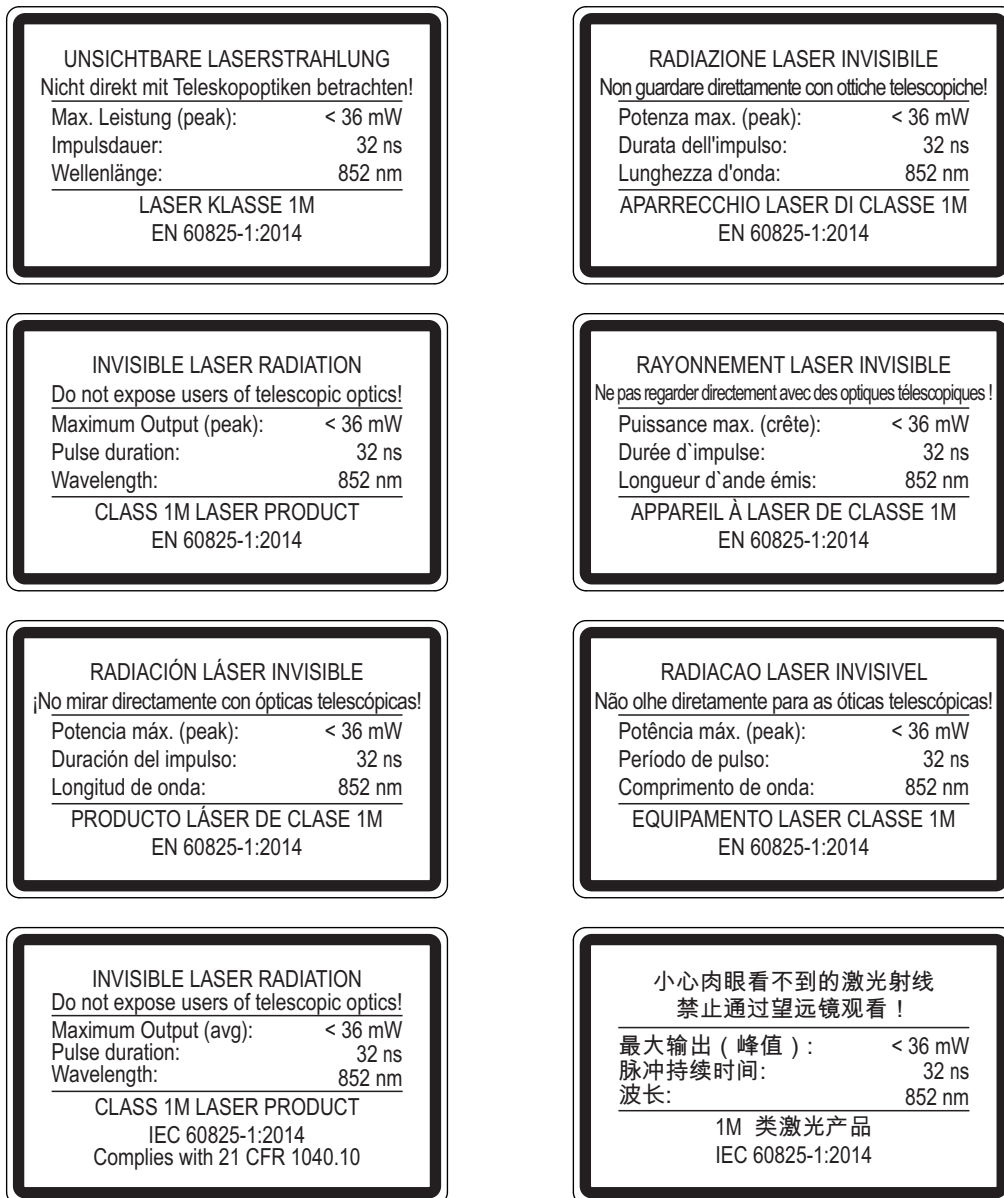 UNSICHTBARE LASERSTRAHLUNG
Nicht direkt mit Teleskopoptiken betrachten!
Max. Leistung (peak): < 36 mW
Impulsdauer: 32 ns
Wellenlänge: 852 nm
LASER KLASSE 1M
EN 60825-1:2014
RADIAZIONE LASER INVISIBILE
Non guardare direttamente con ottiche telescopiche!
Potenza max. (peak): < 36 mW
Durata dell'impulso: 32 ns
Lunghezza d'onda: 852 nm
APARRECCHIO LASER DI CLASSE 1M
EN 60825-1:2014
INVISIBLE LASER RADIATION
Do not expose users of telescopic optics!
Maximum Output (peak): < 36 mW
Pulse duration: 32 ns
Wavelength: 852 nm
CLASS 1M LASER PRODUCT
EN 60825-1:2014
RAYONNEMENT LASER INVISIBLE
Ne pas regarder directement avec des optiques télescopiques !
Puissance max. (crête): < 36 mW
Durée d`impulse: 32 ns
Longueur d`ande émis: 852 nm
APPAREIL À LASER DE CLASSE 1M
EN 60825-1:2014
RADIACIÓN LÁSER INVISIBLE
¡No mirar directamente con ópticas telescópicas!
Potencia máx. (peak): < 36 mW
Duración del impulso: 32 ns
Longitud de onda: 852 nm
PRODUCTO LÁSER DE CLASE 1M
EN 60825-1:2014
RADIACAO LASER INVISIVEL
Não olhe diretamente para as óticas telescópicas!
Potência máx. (peak): < 36 mW
Período de pulso: 32 ns
Comprimento de onda: 852 nm
EQUIPAMENTO LASER CLASSE 1M
EN 60825-1:2014
INVISIBLE LASER RADIATION
Do not expose users of telescopic optics!
Maximum Output (avg): < 36 mW
Pulse duration: 32 ns
Wavelength: 852 nm
CLASS 1M LASER PRODUCT
IEC 60825-1:2014
Complies with 21 CFR 1040.10
小心肉眼看不到的激光射线
禁止通过望远镜观看！
最大输出（峰值）: < 36 mW
脉冲持续时间: 32 ns
波长: 852 nm
1M 类激光产品
IEC 60825-1:2014